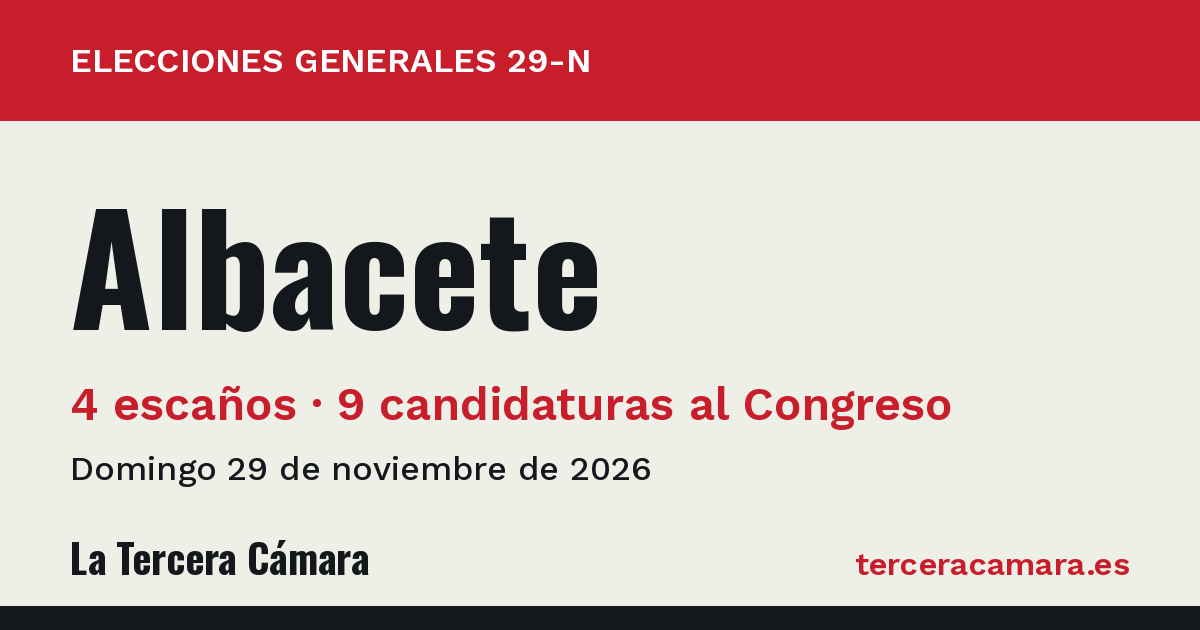 ELECCIONES GENERALES 29-N
Albacete
4 escaños · 9 candidaturas al Congreso
Domingo 29 de noviembre de 2026
La Tercera Cámara
terceracamara.es